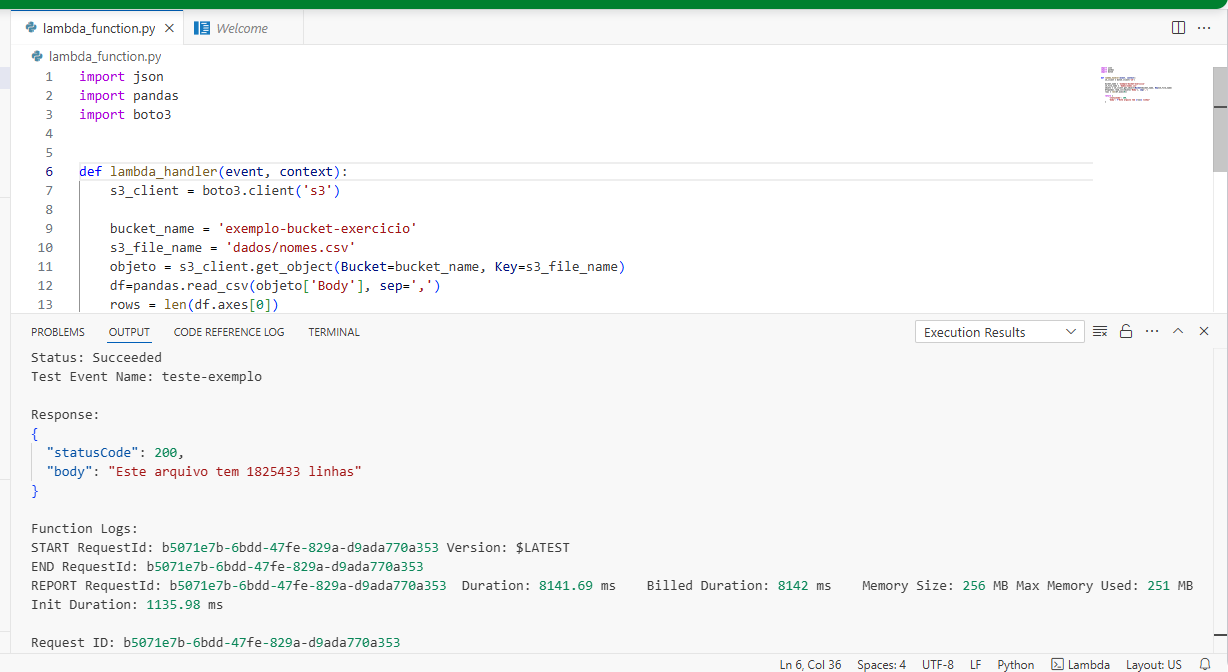 lambda_function.py
Welcome
lambda_function.py
1 import json
2 import pandas
3 import boto3
4
5
6 def lambda_handler(event, context):
7 s3_client = boto3.client('s3')
8
9 bucket_name = 'exemplo-bucket-exercicio'
10 s3_file_name = 'dados/nomes.csv'
11 objeto = s3_client.get_object(Bucket=bucket_name, Key=s3_file_name)
12 df=pandas.read_csv(objeto['Body'], sep=',')
13 rows = len(df.axes[0])
PROBLEMS OUTPUT CODE REFERENCE LOG TERMINAL Execution Results
Status: Succeeded
Test Event Name: teste-exemplo
Response:
{
"statusCode": 200,
"body": "Este arquivo tem 1825433 linhas"
}
Function Logs:
START RequestId: b5071e7b-6bdd-47fe-829a-d9ada770a353 Version: $LATEST
END RequestId: b5071e7b-6bdd-47fe-829a-d9ada770a353
REPORT RequestId: b5071e7b-6bdd-47fe-829a-d9ada770a353 Duration: 8141.69 ms Billed Duration: 8142 ms Memory Size: 256 MB Max Memory Used: 251 MB
Init Duration: 1135.98 ms
Request ID: b5071e7b-6bdd-47fe-829a-d9ada770a353
Ln 6, Col 36 Spaces: 4 UTF-8 LF Python Lambda Layout: US